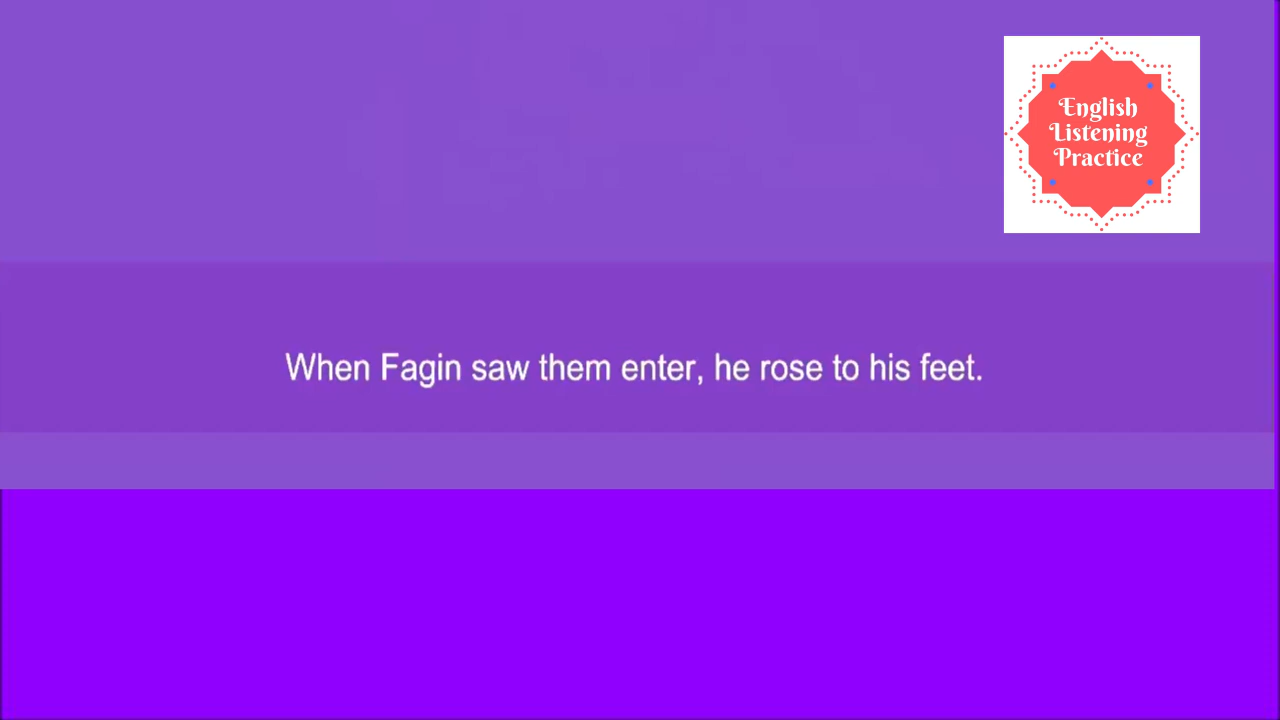 English
Listening
Practice
When Fagin saw them enter, he rose to his feet.